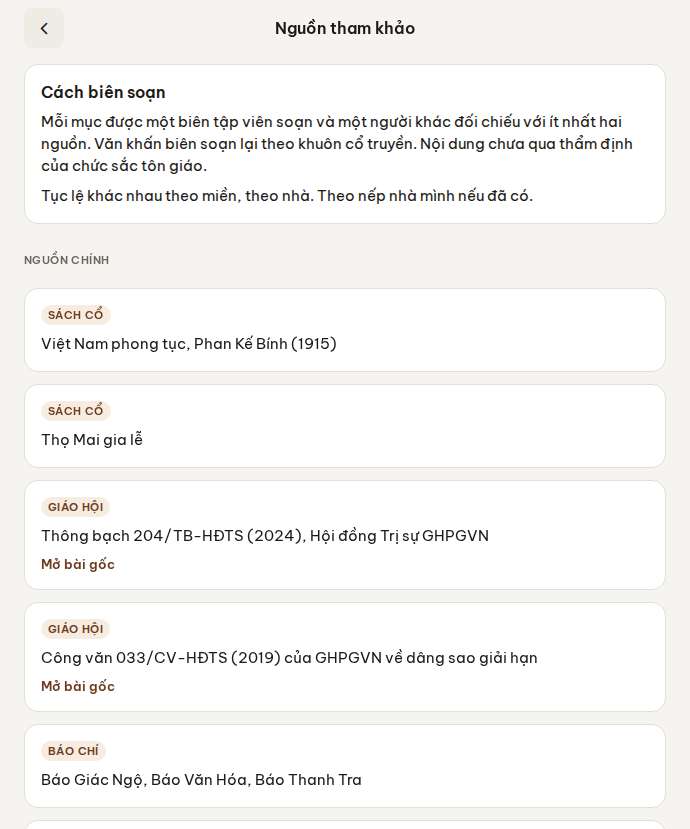 Nguồn tham khảo
Cách biên soạn
Mỗi mục được một biên tập viên soạn và một người khác đối chiếu với ít nhất hai
nguồn. Văn khấn biên soạn lại theo khuôn cổ truyền. Nội dung chưa qua thẩm định
của chức sắc tôn giáo.
Tục lệ khác nhau theo miền, theo nhà. Theo nếp nhà mình nếu đã có.
NGUỒN CHÍNH
SÁCH CỔ
Việt Nam phong tục, Phan Kế Bính (1915)
SÁCH CỔ
Thọ Mai gia lễ
GIÁO HỘI
Thông bạch 204/TB-HĐTS (2024), Hội đồng Trị sự GHPGVN
Mở bài gốc
GIÁO HỘI
Công văn 033/CV-HĐTS (2019) của GHPGVN về dâng sao giải hạn
Mở bài gốc
BÁO CHÍ
Báo Giác Ngộ, Báo Văn Hóa, Báo Thanh Tra